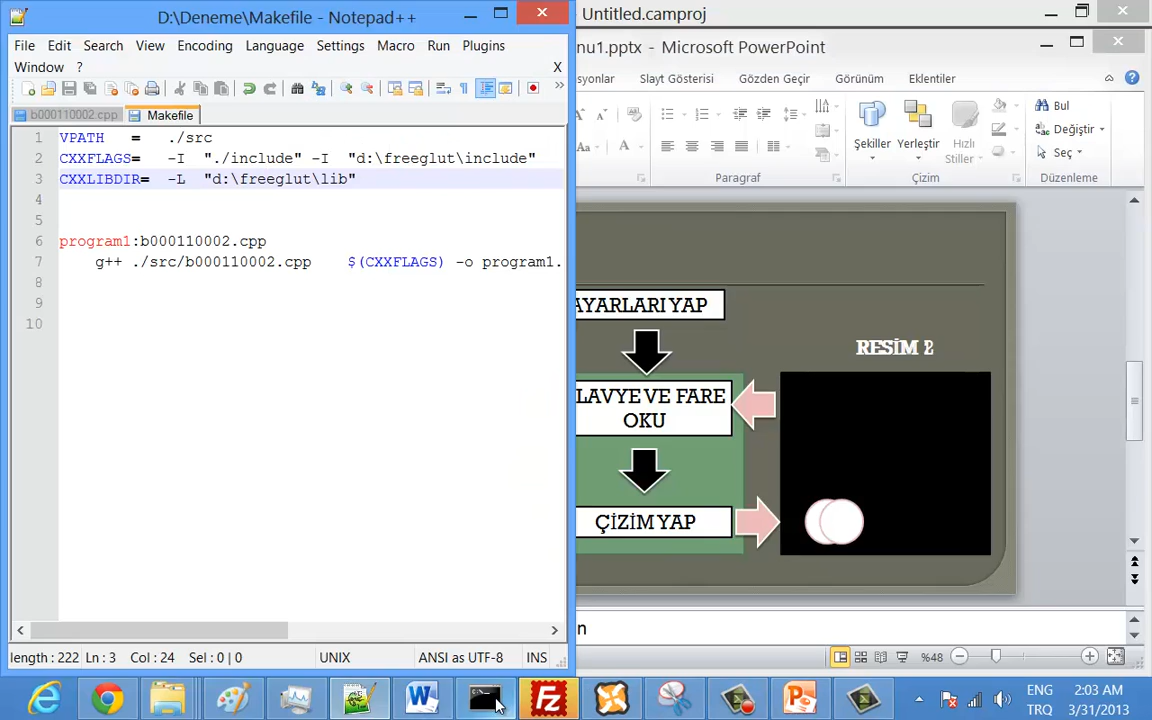 D:\Deneme\Makefile - Notepad++
File Edit Search View Encoding Language Settings Macro Run Plugins
Window ? X
b000110002.cpp Makefile
1 VPATH = ./src
2 CXXFLAGS= -I "./include" -I "d:\freeglut\include"
3 CXXLIBDIR= -L "d:\freeglut\lib"
4
5
6 program1:b000110002.cpp
7 g++ ./src/b000110002.cpp $(CXXFLAGS) -o program1.
8
9
10
length : 222 Ln : 3 Col : 24 Sel : 0 | 0 UNIX ANSI as UTF-8 INS
Untitled.camproj
nu1.pptx - Microsoft PowerPoint
asyonlar Slayt Gösterisi Gözden Geçir Görünüm Eklentiler
Şekiller Yerleştir Hızlı Stiller
Bul
Değiştir
Seç
Paragraf Çizim Düzenleme
AYARLARI YAP
RESİM
LAVYE VE FARE
OKU
ÇİZİM YAP
n
%48
ENG 2:03 AM
TRQ 3/31/2013